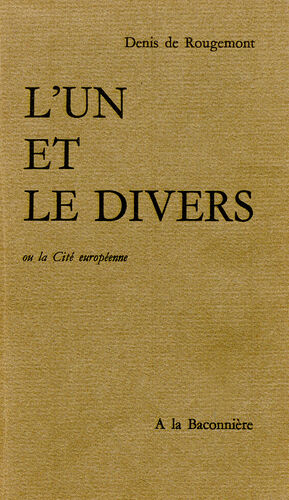 Denis de Rougemont
L'UN
ET
LE DIVERS
ou la Cité européenne
A la Baconnière